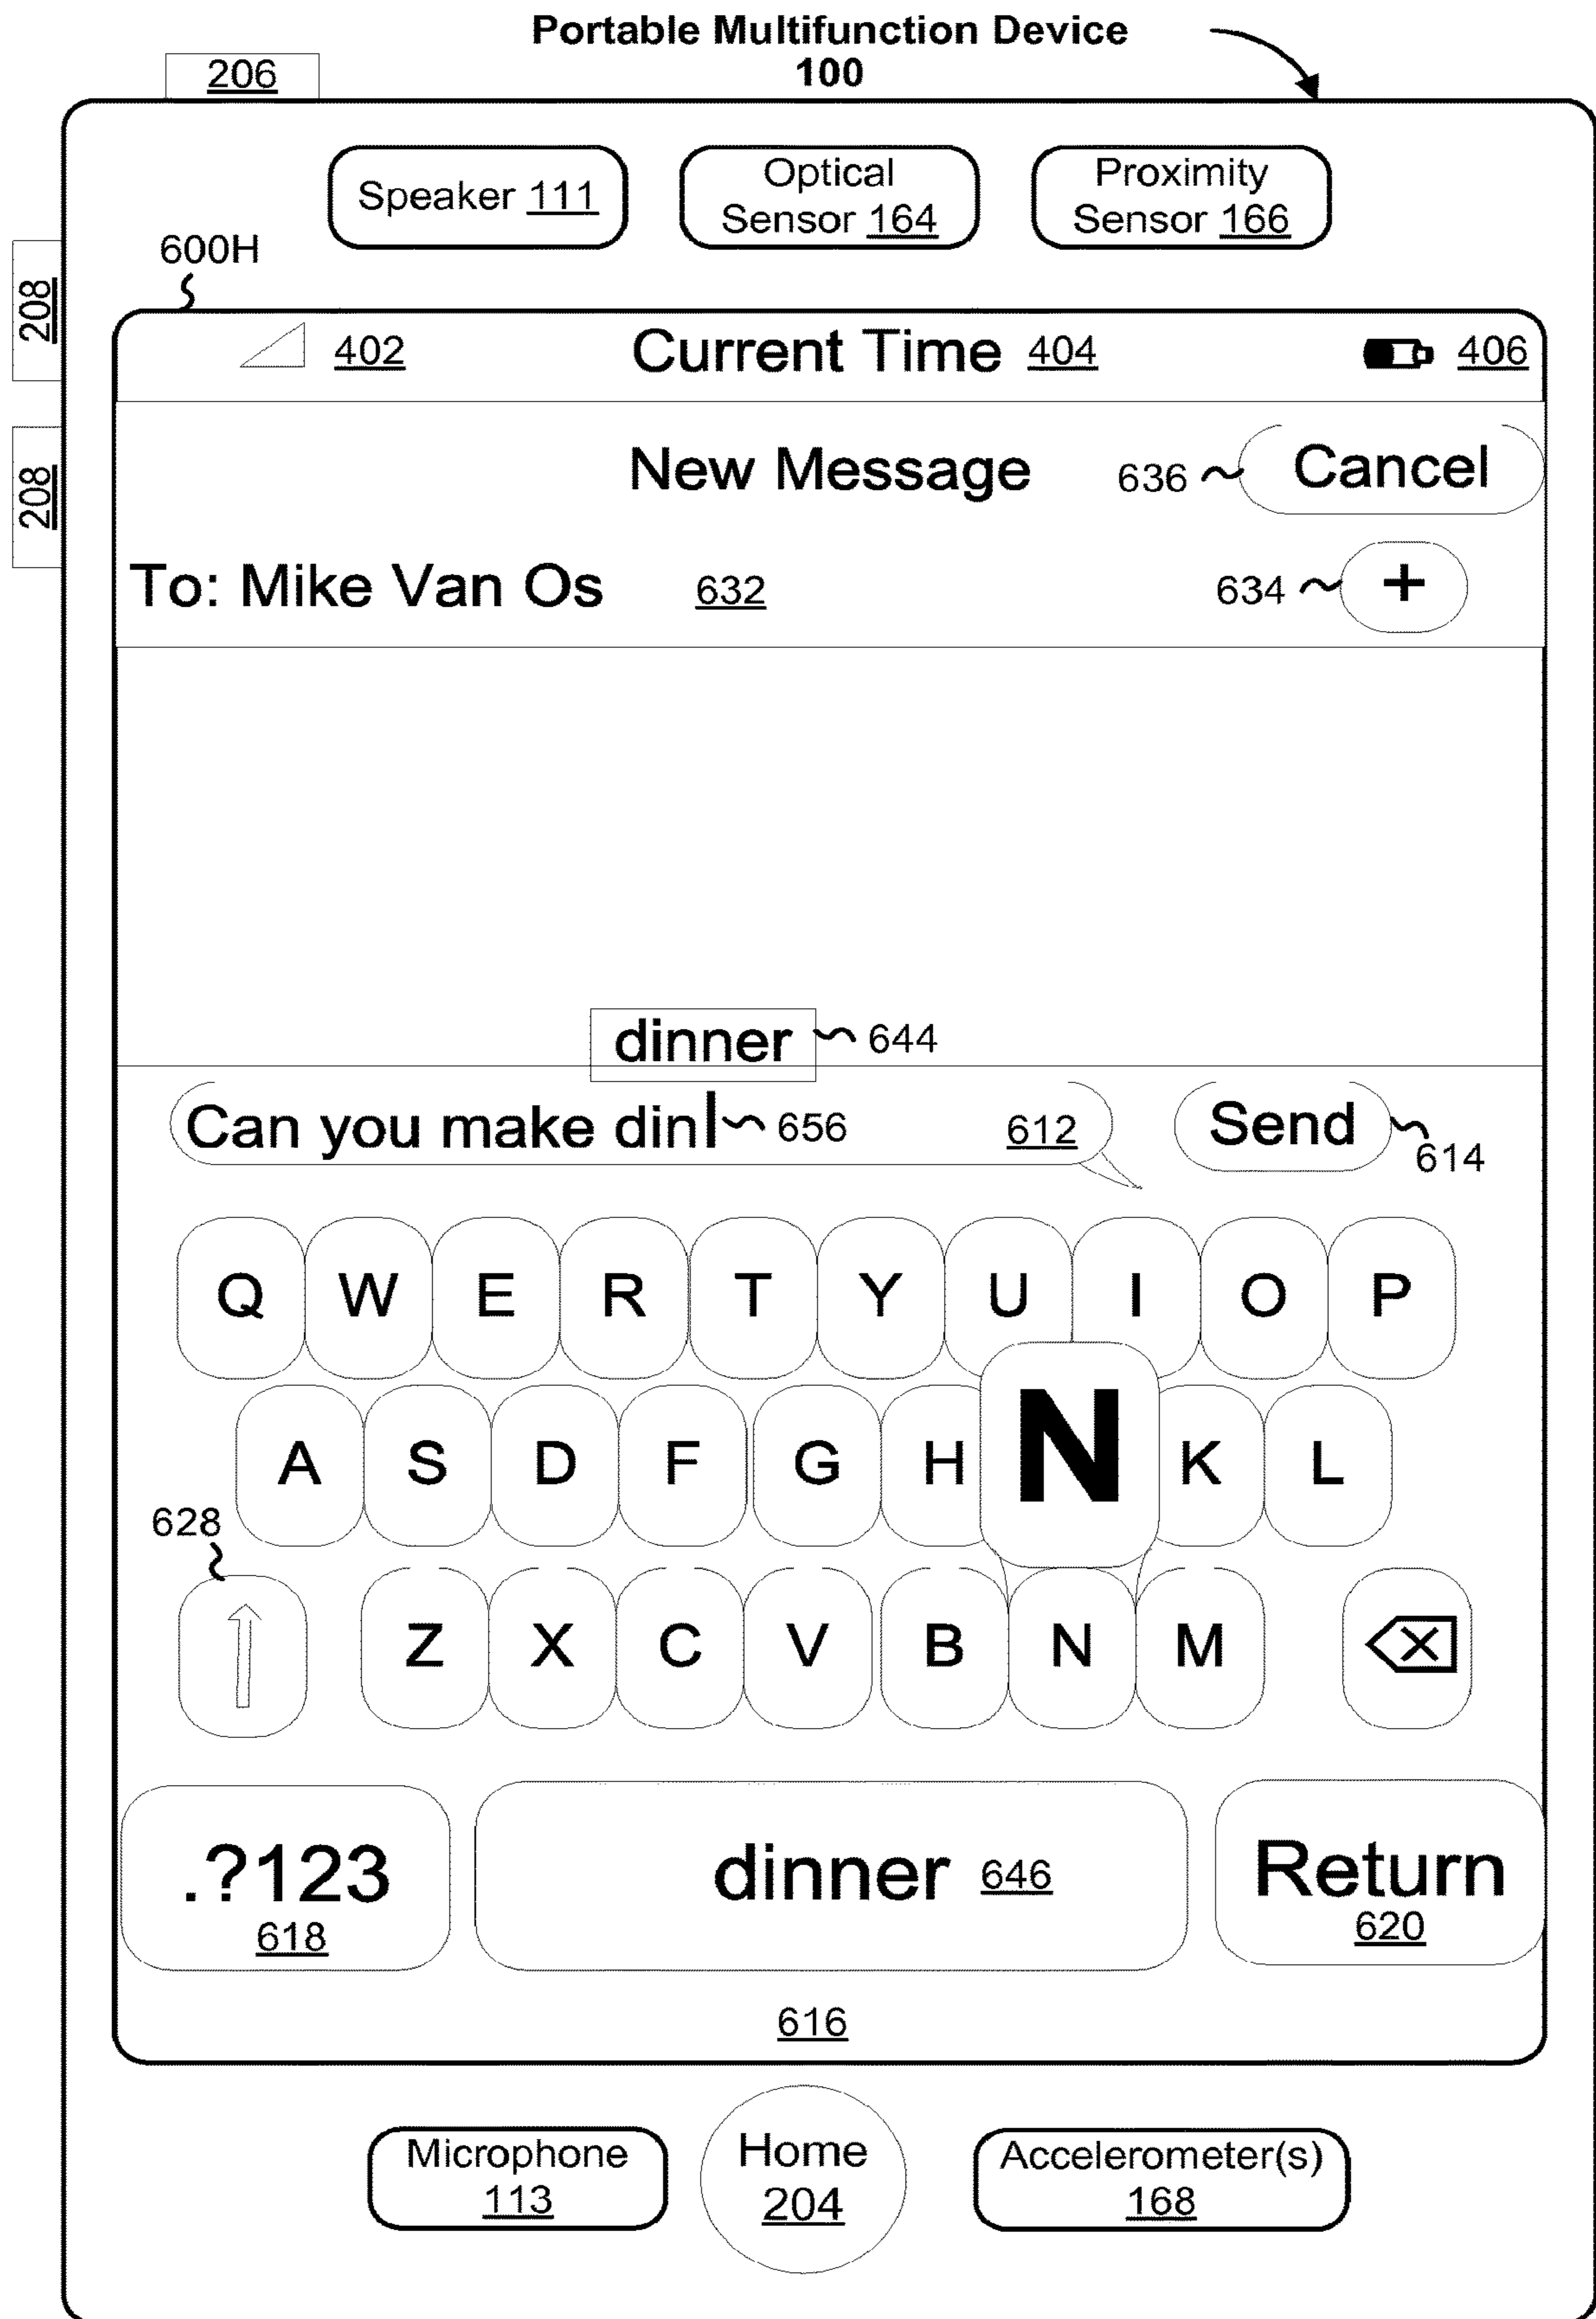 Portable Multifunction Device
100
206
Speaker 111
Optical
Sensor 164
Proximity
Sensor 166
600H
208
208
402 Current Time 404 406
New Message 636 Cancel
To: Mike Van Os 632 634 +
dinner 644
Can you make din 656 612 Send 614
Q W E R T Y U I O P
A S D F G H N K L
628
Z X C V B N M
.?123
618
dinner 646
Return
620
616
Microphone
113
Home
204
Accelerometer(s)
168